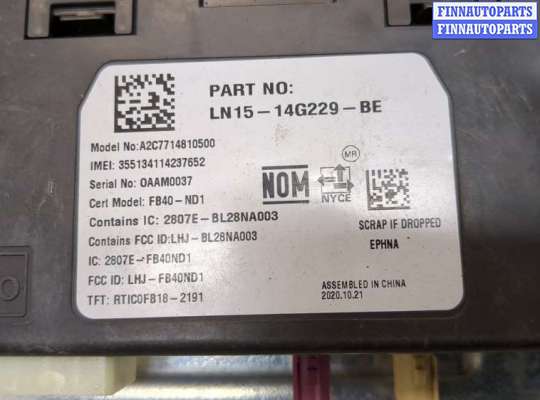 FINNAUTOPARTS
FINNAUTOPARTS
PART NO:
LN15-14G229-BE
Model No:A2C7714810500
IMEI: 355134114237652
Serial No: OAAM0037
Cert Model: FB40-ND1
Contains IC: 2807E-BL28NA003
Contains FCC ID:LHJ-BL28NA003
IC: 2807E-FB40ND1
FCC ID: LHJ-FB40ND1
TFT: RTIC0FB18-2191
MR
NOM
NYCE
SCRAP IF DROPPED
EPHNA
ASSEMBLED IN CHINA
2020.10.21